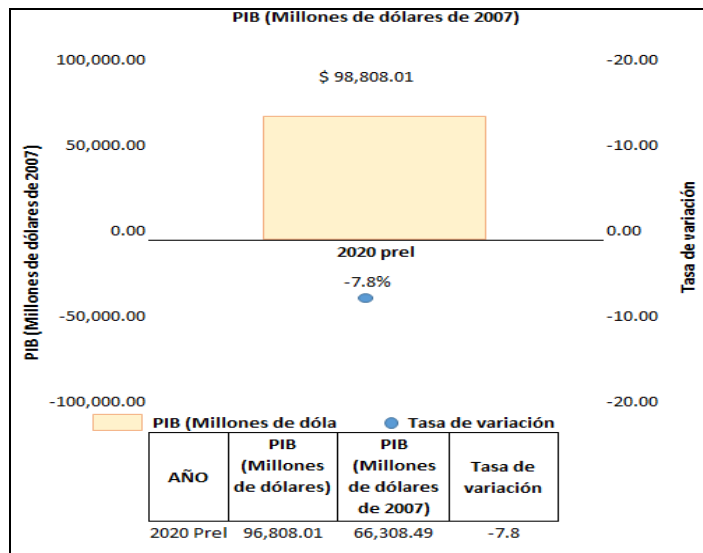 PIB (Millones de dólares de 2007)
100,000.00
50,000.00
0.00
-50,000.00
-100,000.00
PIB (Millones de dólares de 2007)
$ 98,808.01
2020 prel
-7.8%
-20.00
-10.00
0.00
-10.00
-20.00
Tasa de variación
PIB (Millones de dóla
Tasa de variación
AÑO
PIB
(Millones
de dólares)
PIB
(Millones
de dólares
de 2007)
Tasa de
variación
2020 Prel 96,808.01 66,308.49 -7.8